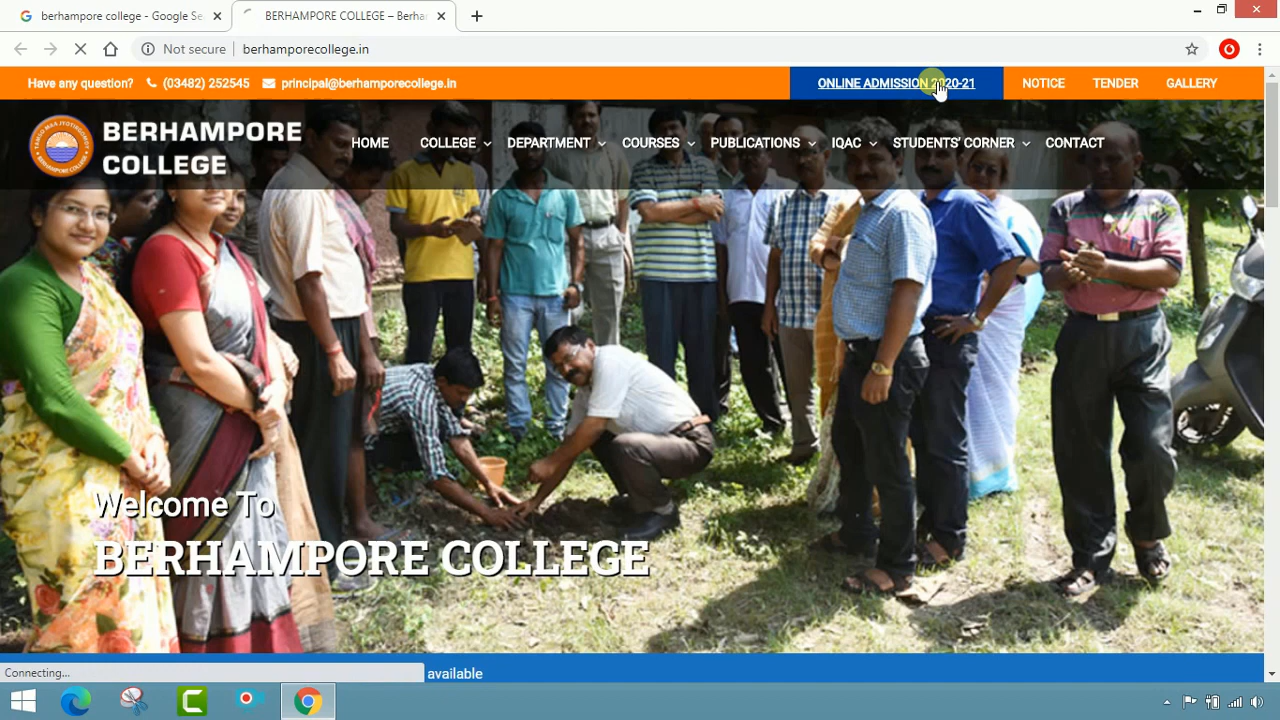 berhampore college - Google Se
BERHAMPORE COLLEGE – Berha
Not secure
berhamporecollege.in
Have any question?
(03482) 252545
principal@berhamporecollege.in
ONLINE ADMISSION 2020-21
NOTICE
TENDER
GALLERY
BERHAMPORE
COLLEGE
HOME
COLLEGE
DEPARTMENT
COURSES
PUBLICATIONS
IQAC
STUDENTS' CORNER
CONTACT
Welcome To
BERHAMPORE COLLEGE
Connecting...
available